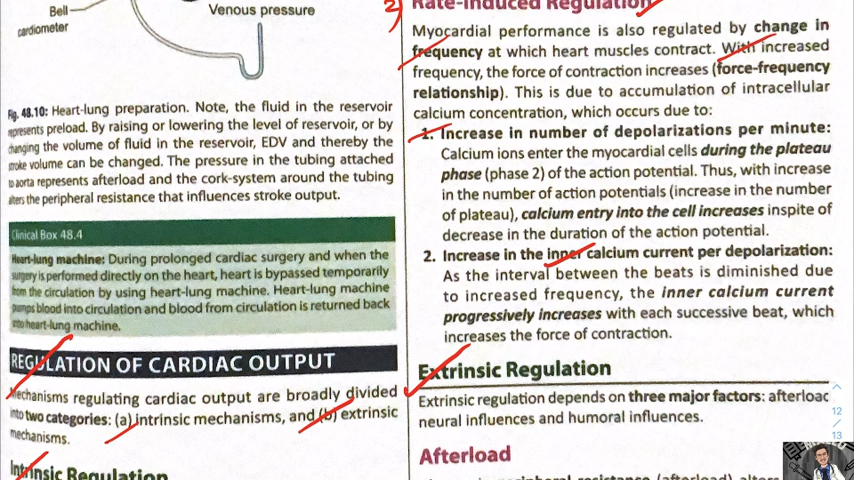 Bell
cardiometer
Venous pressure
Fig. 48.10: Heart-lung preparation. Note, the fluid in the reservoir
represents preload. By raising or lowering the level of reservoir, or by
changing the volume of fluid in the reservoir, EDV and thereby the
stroke volume can be changed. The pressure in the tubing attached
to aorta represents afterload and the cork-system around the tubing
alters the peripheral resistance that influences stroke output.
Clinical Box 48.4
Heart-lung machine: During prolonged cardiac surgery and when the
surgery is performed directly on the heart, heart is bypassed temporarily
from the circulation by using heart-lung machine. Heart-lung machine
pumps blood into circulation and blood from circulation is returned back
into heart-lung machine.
REGULATION OF CARDIAC OUTPUT
Mechanisms regulating cardiac output are broadly divided
into two categories: (a) intrinsic mechanisms, and (b) extrinsic
mechanisms.
Intrinsic Regulation
2) Rate-Induced Regulation
Myocardial performance is also regulated by change in
frequency at which heart muscles contract. With increased
frequency, the force of contraction increases (force-frequency
relationship). This is due to accumulation of intracellular
calcium concentration, which occurs due to:
1. Increase in number of depolarizations per minute:
Calcium ions enter the myocardial cells during the plateau
phase (phase 2) of the action potential. Thus, with increase
in the number of action potentials (increase in the number
of plateau), calcium entry into the cell increases inspite of
decrease in the duration of the action potential.
2. Increase in the inner calcium current per depolarization:
As the interval between the beats is diminished due
to increased frequency, the inner calcium current
progressively increases with each successive beat, which
increases the force of contraction.
Extrinsic Regulation
Extrinsic regulation depends on three major factors: afterload
neural influences and humoral influences.
Afterload
resistance (afterload) alters
12
/
13